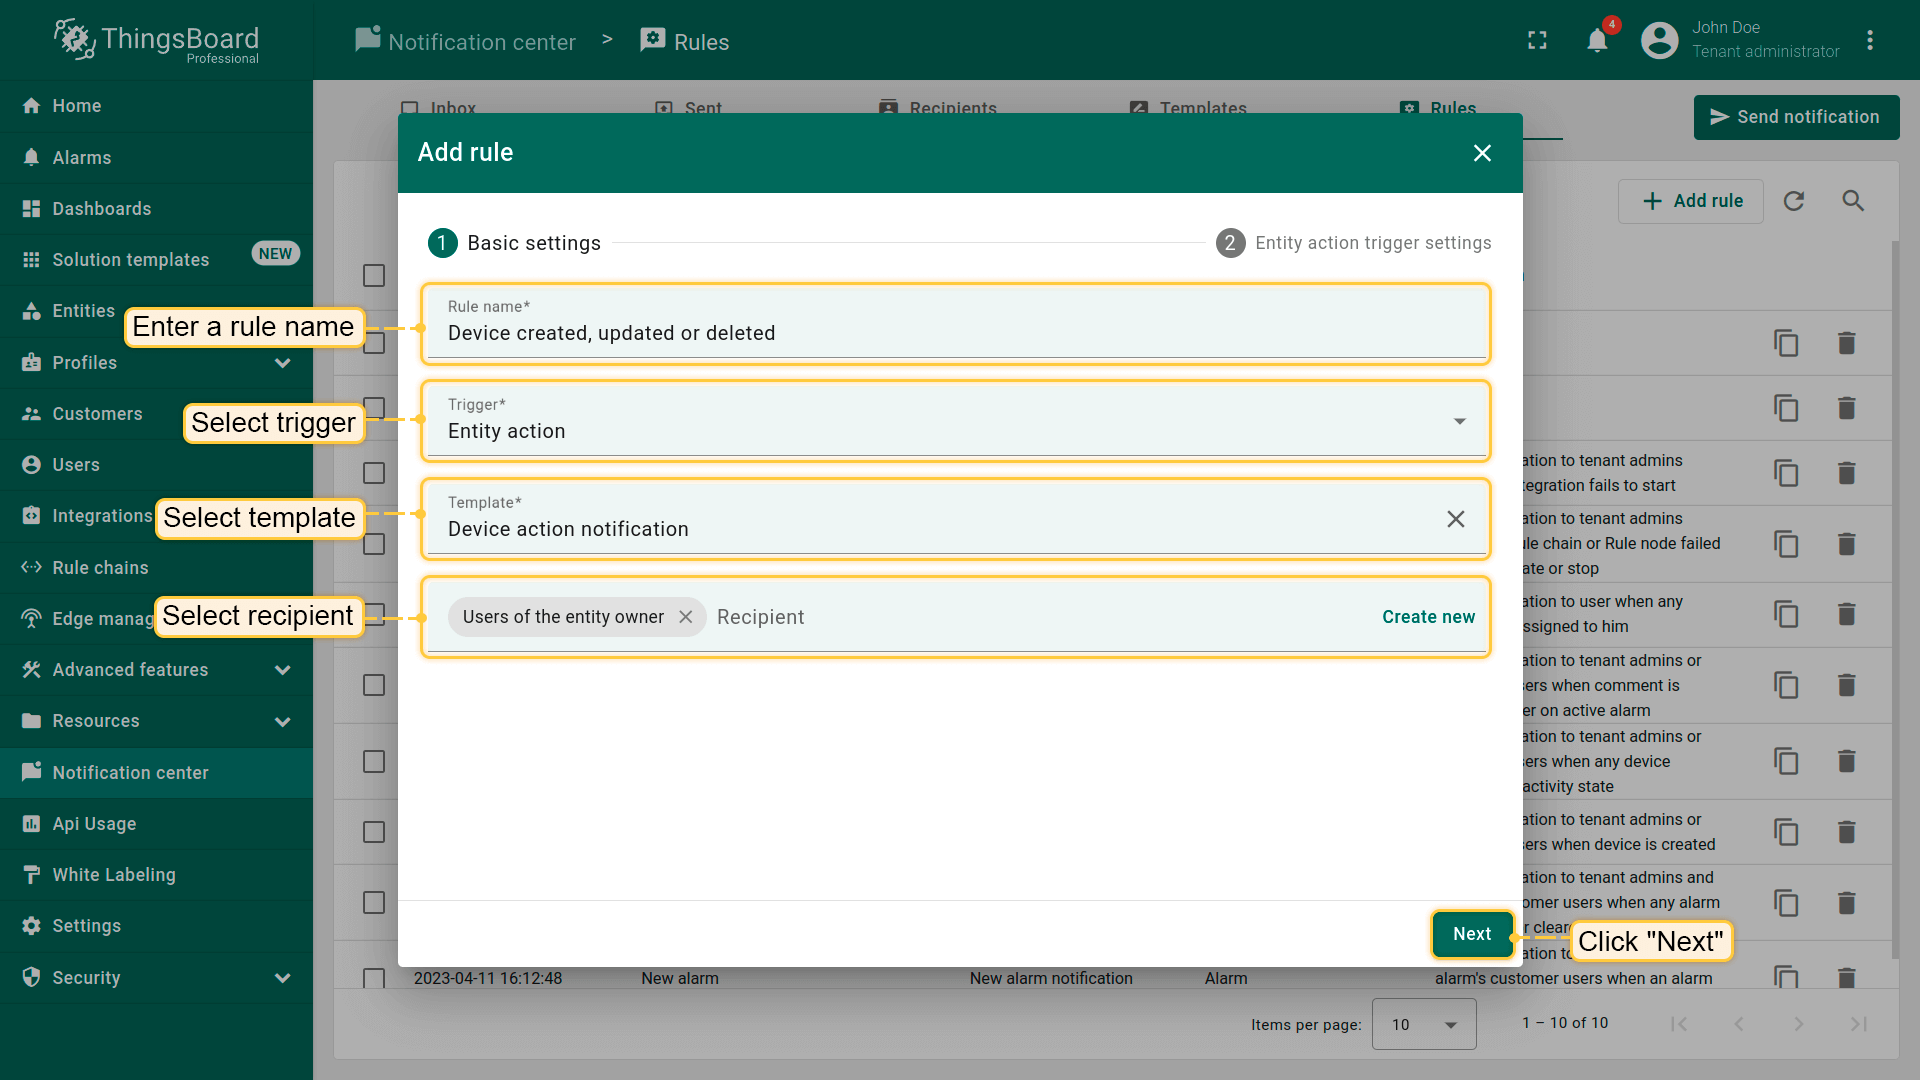 ThingsBoard
Professional
Notification center > Rules
4
John Doe
Tenant administrator
Home
Alarms
Dashboards
Solution templates
NEW
Entities
Profiles
Customers
Users
Integrations
Rule chains
Edge manag
Advanced features
Resources
Notification center
Api Usage
White Labeling
Settings
Security
Inbox
Sent
Recipients
Templates
Rules
Send notification
Add rule
Add rule
1 Basic settings
2 Entity action trigger settings
Enter a rule name
Rule name*
Device created, updated or deleted
Select trigger
Trigger*
Entity action
Select template
Template*
Device action notification
Select recipient
Users of the entity owner
Recipient
Create new
Next
Click "Next"
ation to tenant admins
tegration fails to start
ation to tenant admins
ule chain or Rule node failed
ate or stop
ation to user when any
ssigned to him
ation to tenant admins or
sers when comment is
er on active alarm
ation to tenant admins or
sers when any device
activity state
ation to tenant admins or
sers when device is created
ation to tenant admins and
omer users when any alarm
r clear
ation to
2023-04-11 16:12:48
New alarm
New alarm notification
Alarm
alarm's customer users when an alarm
Items per page:
10
1 – 10 of 10